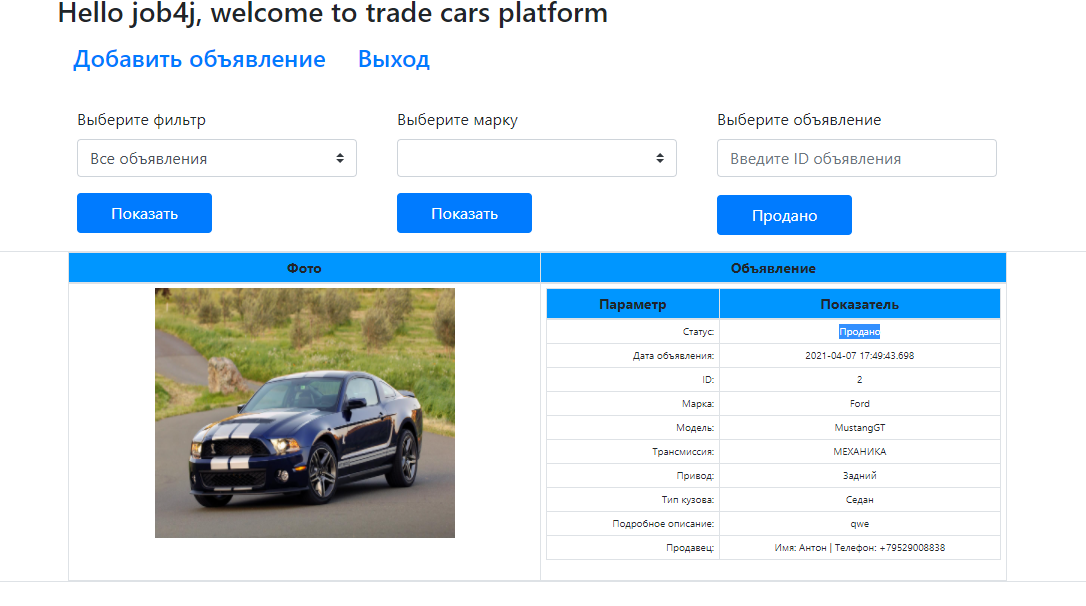 Hello job4j, welcome to trade cars platform
Добавить объявление Выход
Выберите фильтр Выберите марку Выберите объявление
Все объявления Введите ID объявления
Показать Показать Продано
Фото Объявление
Параметр Показатель
Статус: Продано
Дата объявления: 2021-04-07 17:49:43.698
ID: 2
Марка: Ford
Модель: MustangGT
Трансмиссия: МЕХАНИКА
Привод: Задний
Тип кузова: Седан
Подробное описание: qwe
Продавец: Имя: Антон | Телефон: +79529008838